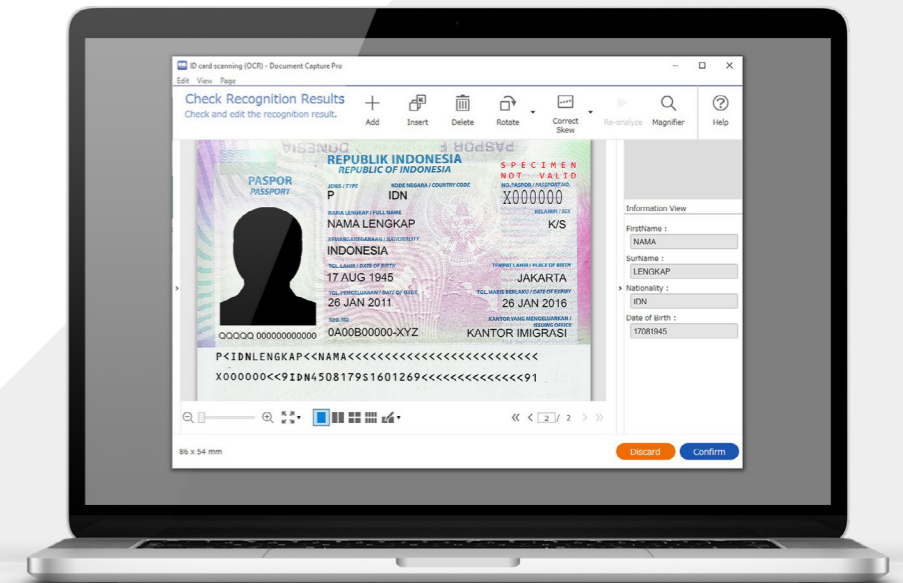 ID card scanning (OCR) - Document Capture Pro
Edit View Page
Check Recognition Results
Check and edit the recognition result.
Add Insert Delete Rotate Correct Skew Re-analyze Magnifier Help
REPUBLIK INDONESIA
REPUBLIC OF INDONESIA
SPECIMEN
NOT VALID
PASPOR
PASSPORT
JENIS / TYPE KODE NEGARA / COUNTRY CODE NO. PASPOR / PASSPORT NO.
P IDN X000000
NAMA LENGKAP / FULL NAME KELAMIN / SEX
NAMA LENGKAP K/S
KEWARGANEGARAAN / NATIONALITY
INDONESIA
TGL. LAHIR / DATE OF BIRTH TEMPAT LAHIR / PLACE OF BIRTH
17 AUG 1945 JAKARTA
TGL. PENGELUARAN / DATE OF ISSUE TGL. HABIS BERLAKU / DATE OF EXPIRY
26 JAN 2011 26 JAN 2016
REG. NO KANTOR YANG MENGELUARKAN /
ISSUING OFFICE
0A00B00000-XYZ KANTOR IMIGRASI
QQQQQ 000000000000
P<IDNLENGKAP<<NAMA<<<<<<<<<<<<<<<<<<<<<<<<<<
X000000<<9IDN4508179S1601269<<<<<<<<<<<<<<91
Information View
FirstName :
NAMA
SurName :
LENGKAP
Nationality :
IDN
Date of Birth :
17081945
2 / 2
86 x 54 mm
Discard Confirm